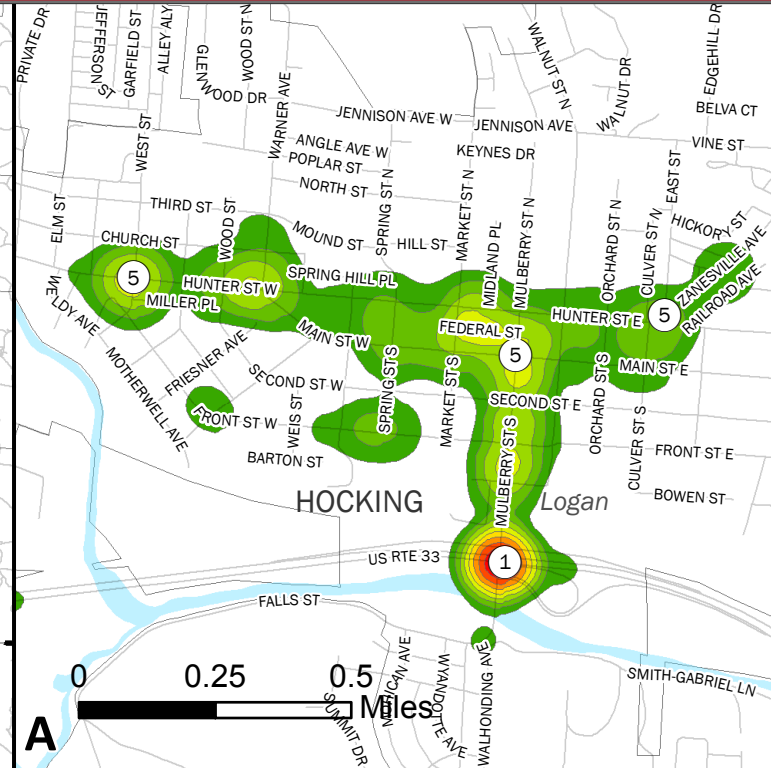 PRIVATE DR
JEFFERSON ST
GARFIELD ST
ALLEY ALY
GLENWOOD DR
WOOD ST N
WARNER AVE
WALNUT ST N
WALNUT DR
EDGEHILL DR
BELVA CT
JENNISON AVE W
JENNISON AVE
VINE ST
WEST ST
ANGLE AVE W
KEYNES DR
POPLAR ST
NORTH ST
SPRING ST N
MARKET ST N
EAST ST
ELM ST
THIRD ST
WOOD ST
MIDLAND PL
MULBERRY ST N
ORCHARD ST N
CULVER ST N
HICKORY ST
CHURCH ST
MOUND ST
HILL ST
ZANESVILLE AVE
RAILROAD AVE
5
HUNTER ST W
SPRING HILL PL
MELDY AVE
MILLER PL
HUNTER ST E
5
MAIN ST W
FEDERAL ST
5
MOTHERWELL AVE
FRIESNER AVE
SECOND ST W
SPRING ST S
MARKET ST S
MAIN ST E
ORCHARD ST S
SECOND ST E
CULVER ST S
FRONT ST W
WEIS ST
MULBERRY ST S
FRONT ST E
BARTON ST
HOCKING
Logan
BOWEN ST
US RTE 33
1
FALLS ST
WYANDOTTE AVE
WALHONDING AVE
SMITH-GABRIEL LN
SUMMIT DR
0 0.25 0.5
Miles
A